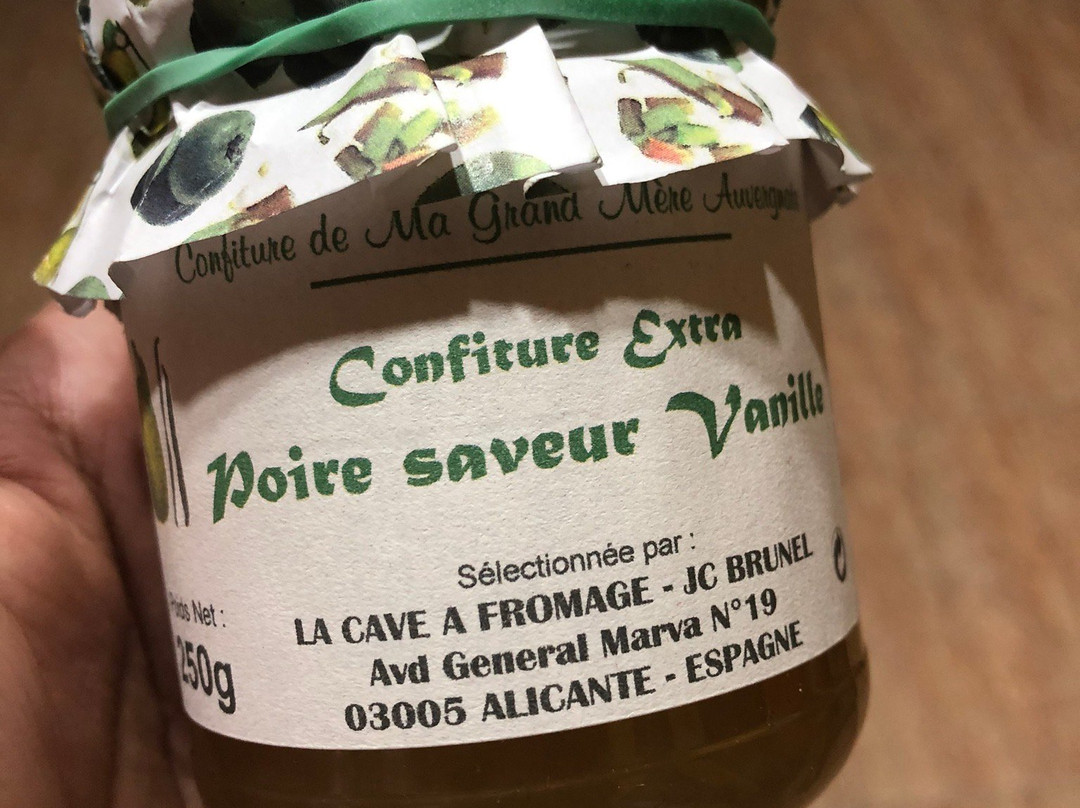 Confiture de Ma Grand Mère Auvergnate
Confiture Extra
Poire saveur Vanille
Sélectionnée par :
LA CAVE A FROMAGE - JC BRUNEL
Avd General Marva N°19
03005 ALICANTE - ESPAGNE
Poids Net :
250g